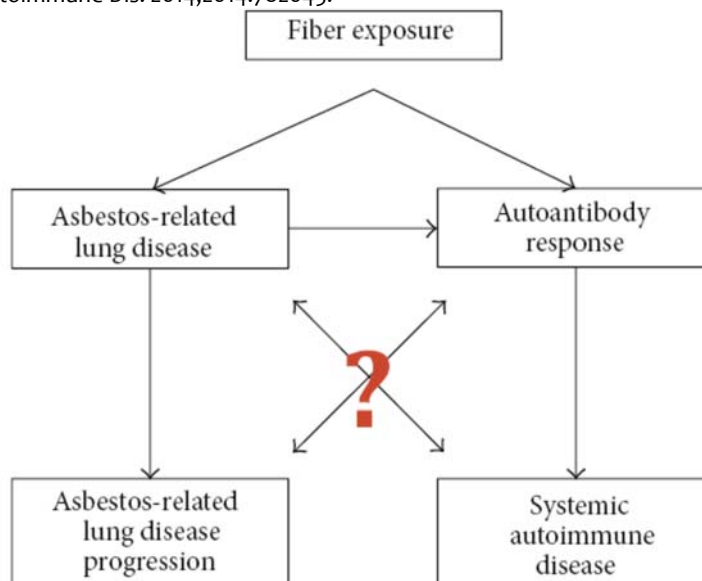 Fiber exposure
Asbestos-related
lung disease
Autoantibody
response
?
Asbestos-related
lung disease
progression
Systemic
autoimmune
disease